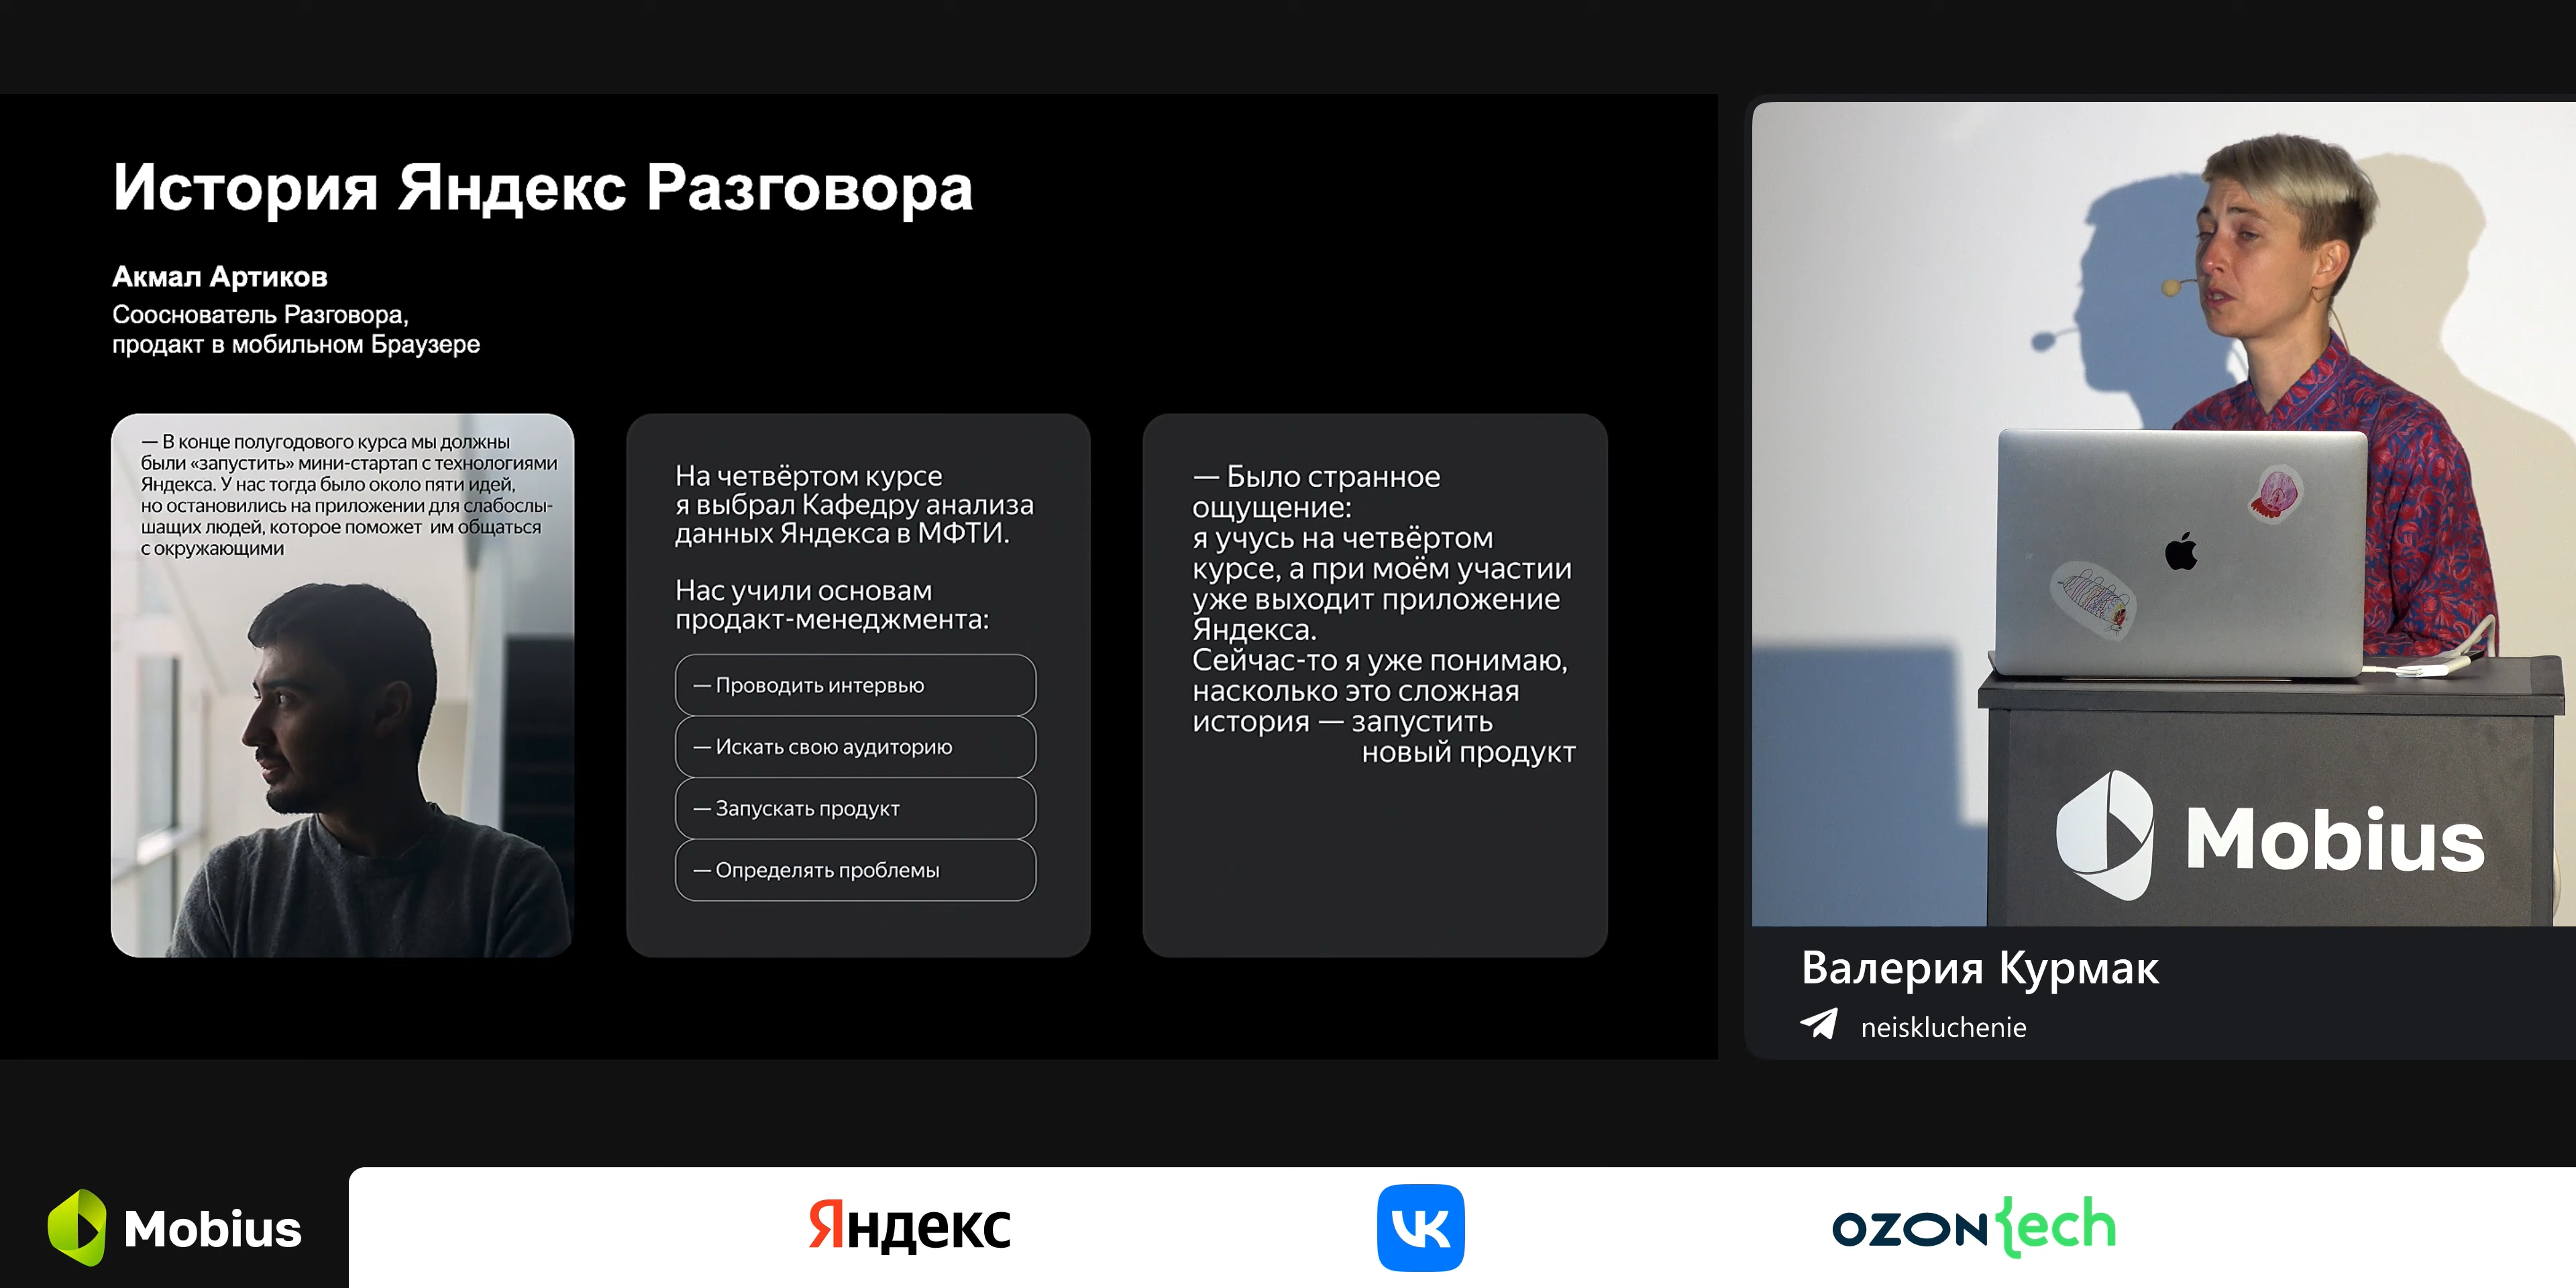 История Яндекс Разговора
Акмал Артиков
Сооснователь Разговора,
продакт в мобильном Браузере
— В конце полугодового курса мы должны
были «запустить» мини-стартап с технологиями
Яндекса. У нас тогда было около пяти идей,
но остановились на приложении для слабослы-
шащих людей, которое поможет им общаться
с окружающими
На четвёртом курсе
я выбрал Кафедру анализа
данных Яндекса в МФТИ.
Нас учили основам
продакт-менеджмента:
— Проводить интервью
— Искать свою аудиторию
— Запускать продукт
— Определять проблемы
— Было странное
ощущение:
я учусь на четвёртом
курсе, а при моём участии
уже выходит приложение
Яндекса.
Сейчас-то я уже понимаю,
насколько это сложная
история — запустить
новый продукт
Mobius
Валерия Курмак
neiskluchenie
Mobius
Яндекс
VK
ozon{tech